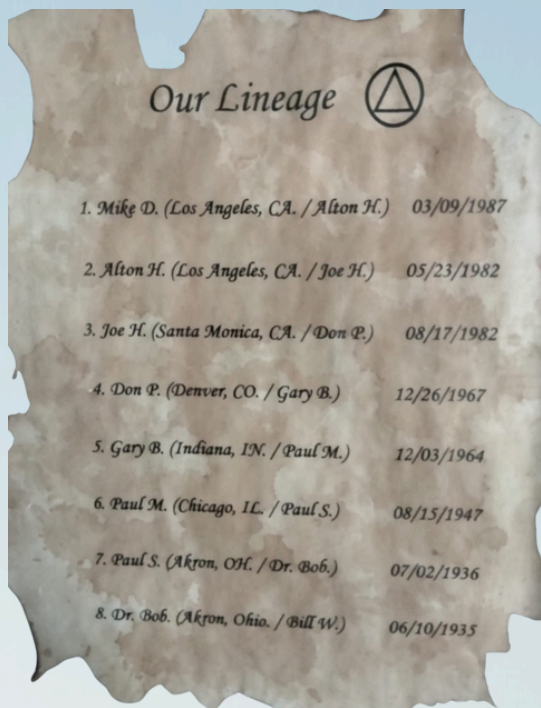 Our Lineage
1. Mike D. (Los Angeles, CA. / Alton H.) 03/09/1987
2. Alton H. (Los Angeles, CA. / Joe H.) 05/23/1982
3. Joe H. (Santa Monica, CA. / Don P.) 08/17/1982
4. Don P. (Denver, CO. / Gary B.) 12/26/1967
5. Gary B. (Indiana, IN. / Paul M.) 12/03/1964
6. Paul M. (Chicago, IL. / Paul S.) 08/15/1947
7. Paul S. (Akron, OH. / Dr. Bob.) 07/02/1936
8. Dr. Bob. (Akron, Ohio. / Bill W.) 06/10/1935